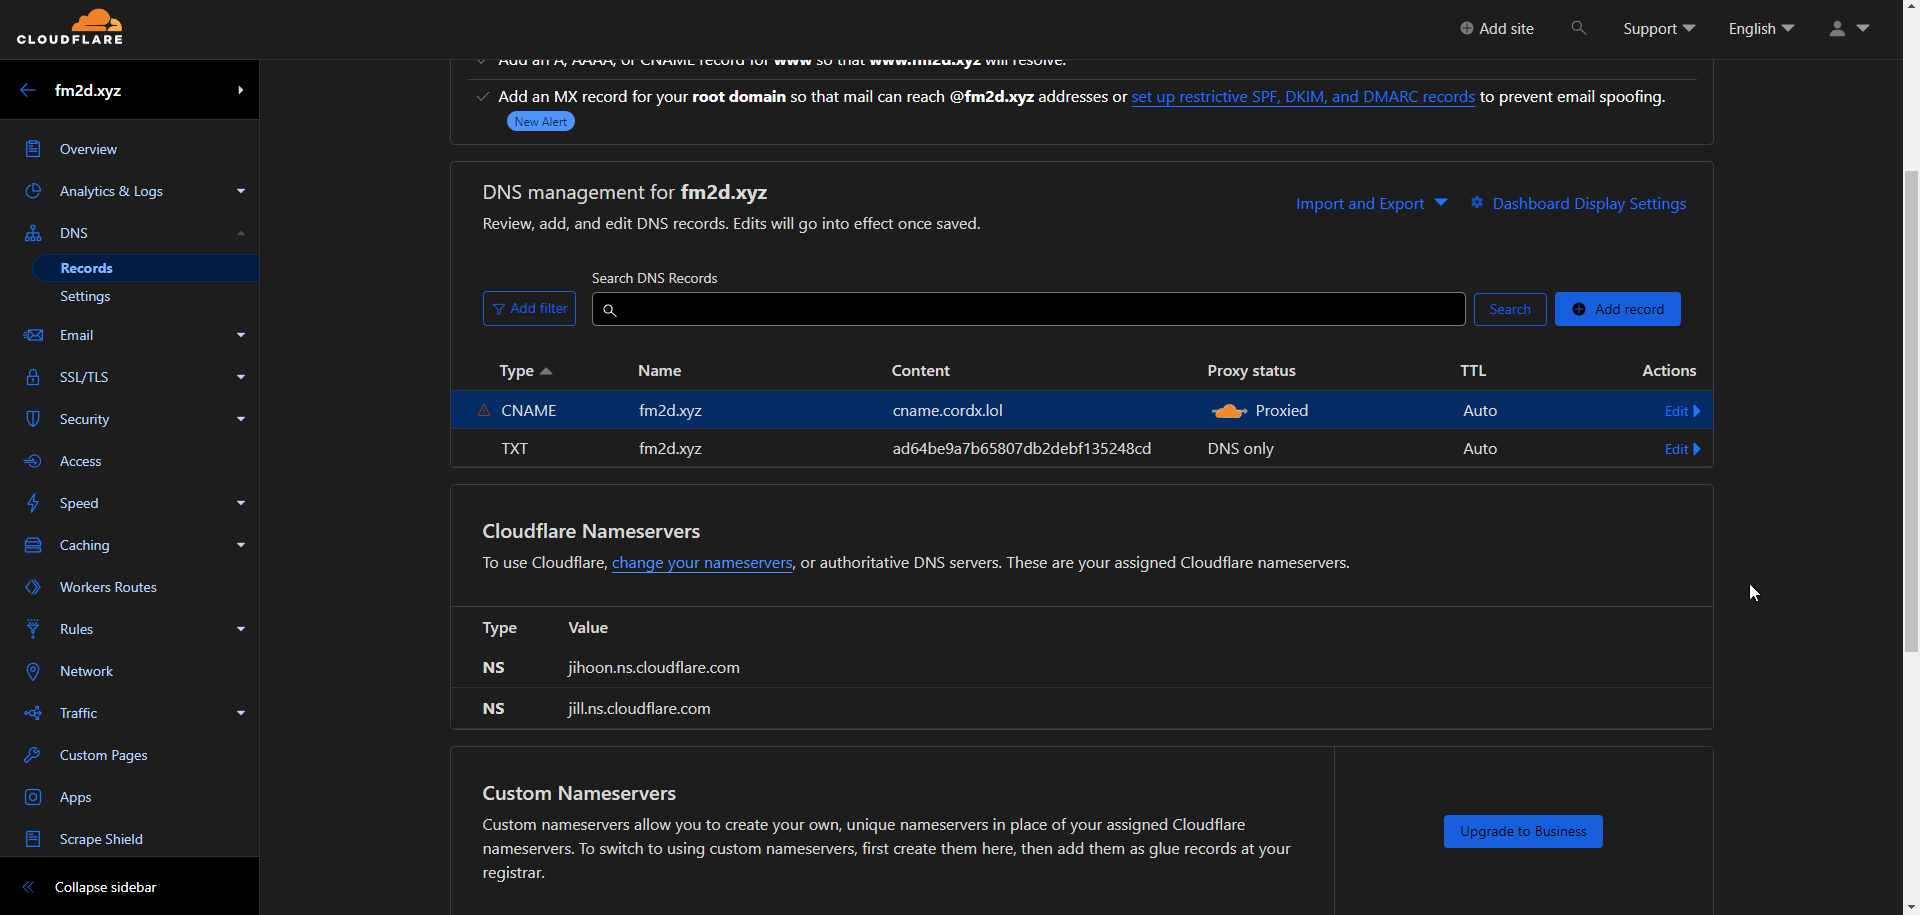 CLOUDFLARE
Add site
Support
English
fm2d.xyz
Overview
Analytics & Logs
DNS
Records
Settings
Email
SSL/TLS
Security
Access
Speed
Caching
Workers Routes
Rules
Network
Traffic
Custom Pages
Apps
Scrape Shield
Collapse sidebar
Add an A, AAAA, or CNAME record for www so that www.fm2d.xyz will resolve.
Add an MX record for your root domain so that mail can reach @fm2d.xyz addresses or set up restrictive SPF, DKIM, and DMARC records to prevent email spoofing.
New Alert
DNS management for fm2d.xyz
Review, add, and edit DNS records. Edits will go into effect once saved.
Import and Export
Dashboard Display Settings
Search DNS Records
Add filter
Search
Add record
Type Name Content Proxy status TTL Actions
CNAME fm2d.xyz cname.cordx.lol Proxied Auto Edit
TXT fm2d.xyz ad64be9a7b65807db2debf135248cd DNS only Auto Edit
Cloudflare Nameservers
To use Cloudflare, change your nameservers, or authoritative DNS servers. These are your assigned Cloudflare nameservers.
Type Value
NS jihoon.ns.cloudflare.com
NS jill.ns.cloudflare.com
Custom Nameservers
Custom nameservers allow you to create your own, unique nameservers in place of your assigned Cloudflare
nameservers. To switch to using custom nameservers, first create them here, then add them as glue records at your
registrar.
Upgrade to Business